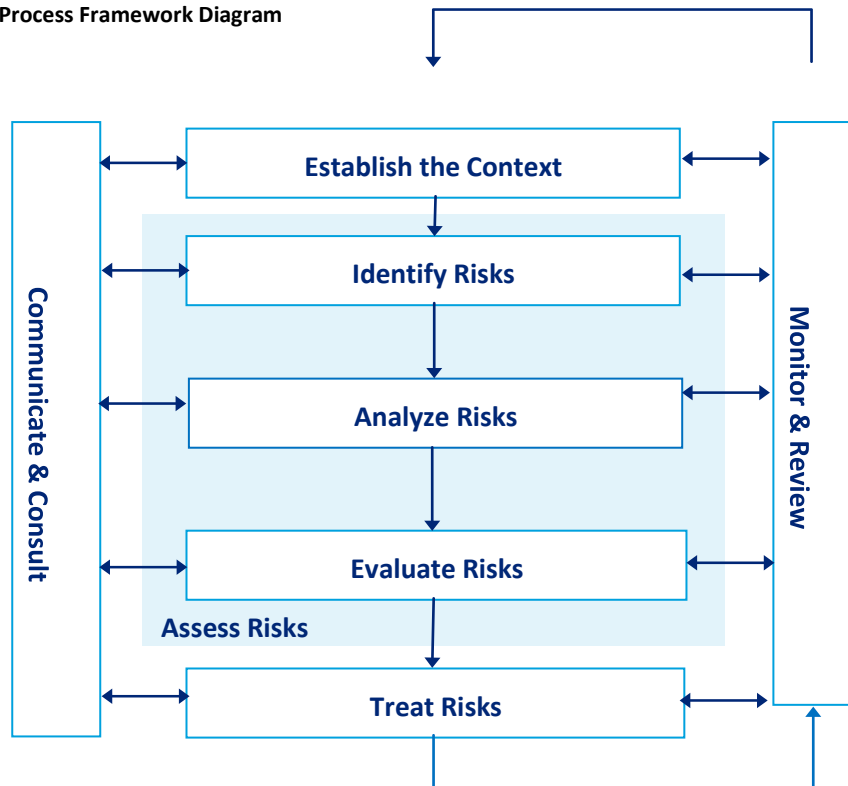 Process Framework Diagram
Establish the Context
Identify Risks
Analyze Risks
Evaluate Risks
Assess Risks
Treat Risks
Communicate & Consult
Monitor & Review